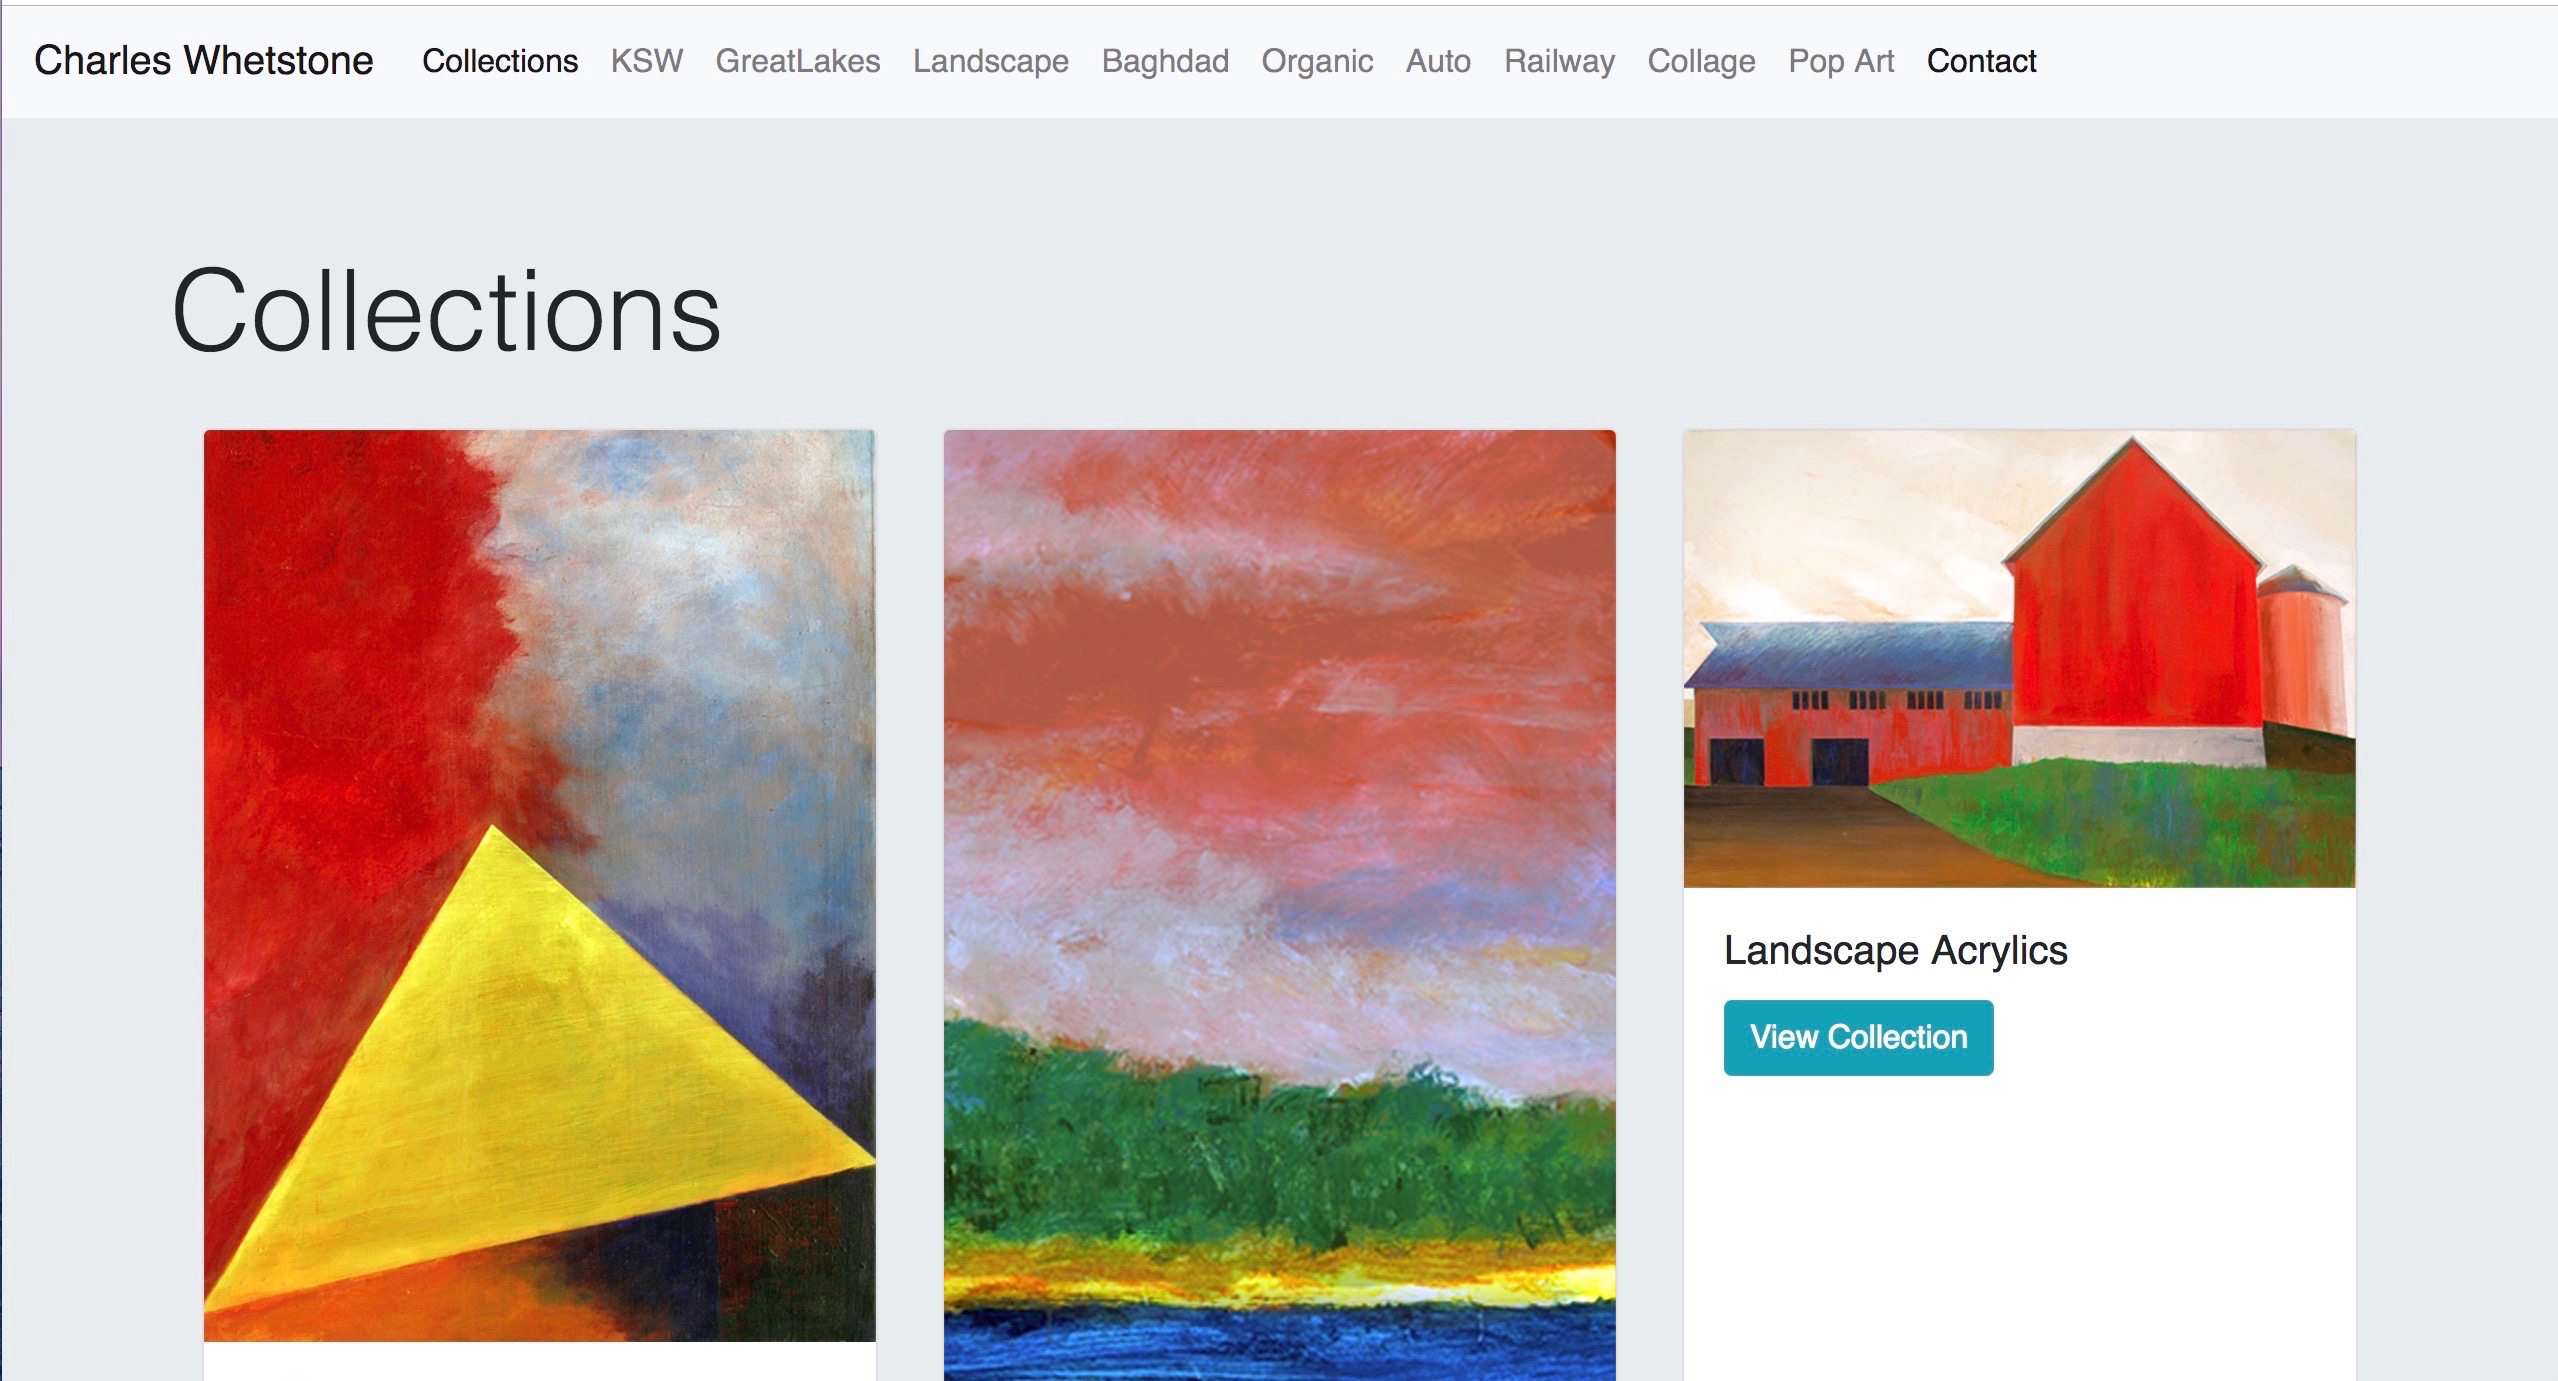 Charles Whetstone Collections KSW GreatLakes Landscape Baghdad Organic Auto Railway Collage Pop Art Contact
Collections
Landscape Acrylics
View Collection